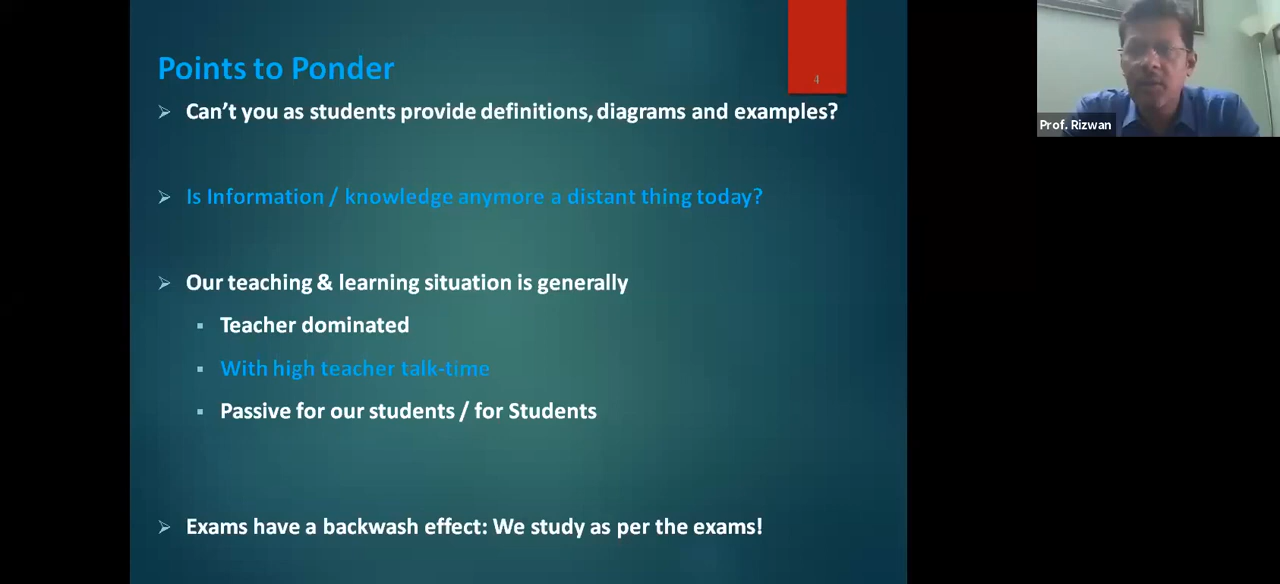 Points to Ponder
4
Can't you as students provide definitions, diagrams and examples?
Is Information / knowledge anymore a distant thing today?
Our teaching & learning situation is generally
Teacher dominated
With high teacher talk-time
Passive for our students / for Students
Exams have a backwash effect: We study as per the exams!
Prof. Rizwan